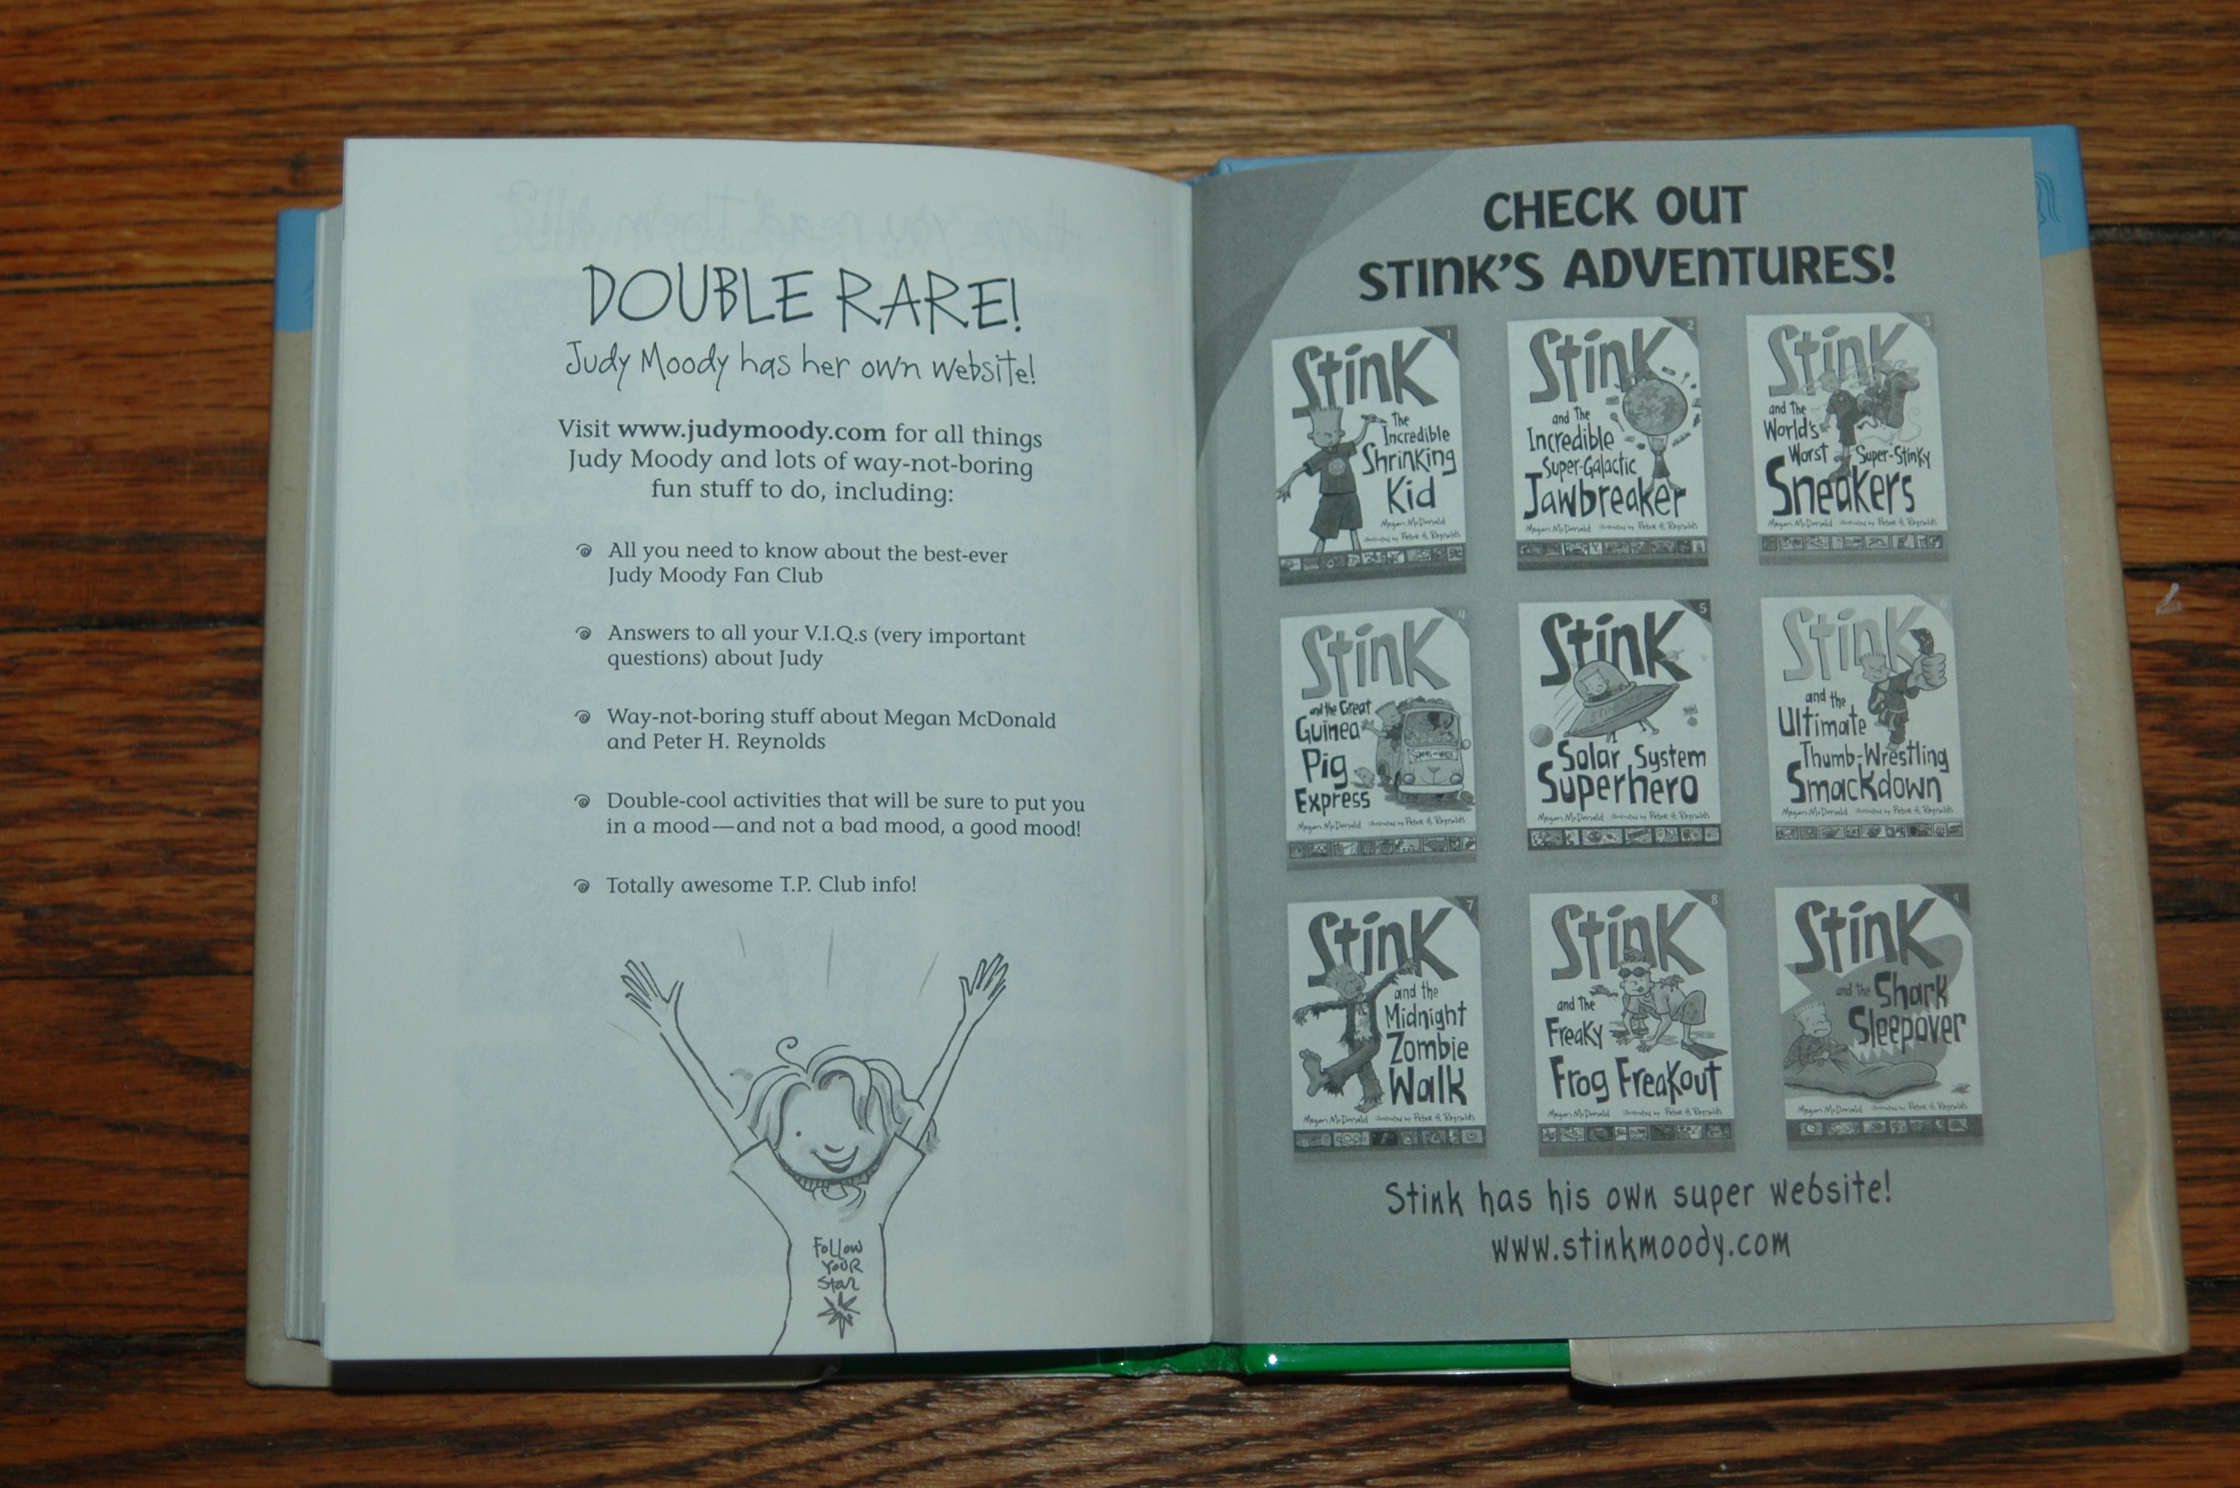 DOUBLE RARE!
Judy Moody has her own website!
Visit www.judymoody.com for all things
Judy Moody and lots of way-not-boring
fun stuff to do, including:
All you need to know about the best-ever
Judy Moody Fan Club
Answers to all your V.I.Q.s (very important
questions) about Judy
Way-not-boring stuff about Megan McDonald
and Peter H. Reynolds
Double-cool activities that will be sure to put you
in a mood—and not a bad mood, a good mood!
Totally awesome T.P. Club info!
Follow
YOUR
Star
CHECK OUT
STINK'S ADVENTURES!
1
Stink
The
Incredible
Shrinking
Kid
Megan McDonald
illustrated by Peter H. Reynolds
2
Stink
and the
Incredible
Super-Galactic
Jawbreaker
Megan McDonald illustrated by Peter H. Reynolds
3
Stink
and the
World's
Worst Super-Stinky
Sneakers
Megan McDonald illustrated by Peter H. Reynolds
4
Stink
and the Great
Guinea
Pig
Express
Megan McDonald illustrated by Peter H. Reynolds
5
Stink
Solar System
Superhero
Megan McDonald illustrated by Peter H. Reynolds
6
Stink
and the
Ultimate
Thumb-Wrestling
Smackdown
Megan McDonald illustrated by Peter H. Reynolds
7
Stink
and the
Midnight
Zombie
Walk
Megan McDonald illustrated by Peter H. Reynolds
8
Stink
and the
Freaky
Frog Freakout
Megan McDonald illustrated by Peter H. Reynolds
Stink
and the Shark
Sleepover
Megan McDonald illustrated by Peter H. Reynolds
Stink has his own super website!
www.stinkmoody.com